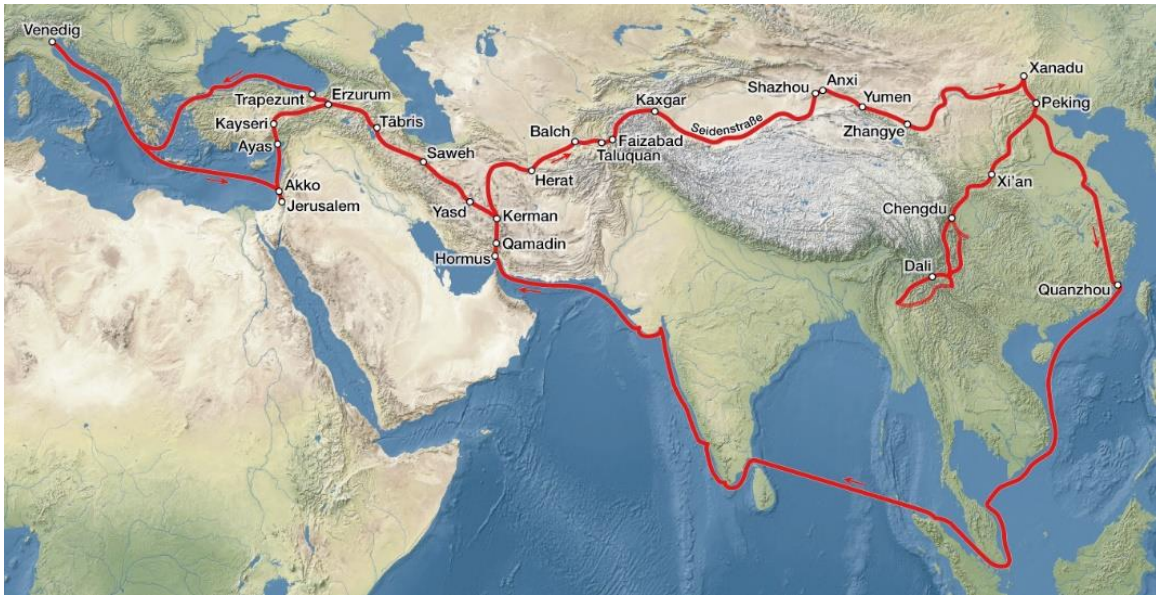 Venedig
Trapezunt
Erzurum
Kayseri
Täbris
Ayas
Saweh
Akko
Jerusalem
Yasd
Kerman
Qamadin
Hormus
Herat
Balch
Taluquan
Faizabad
Kaxgar
Seidenstraße
Shazhou
Anxi
Yumen
Zhangye
Xanadu
Peking
Xi'an
Chengdu
Dali
Quanzhou